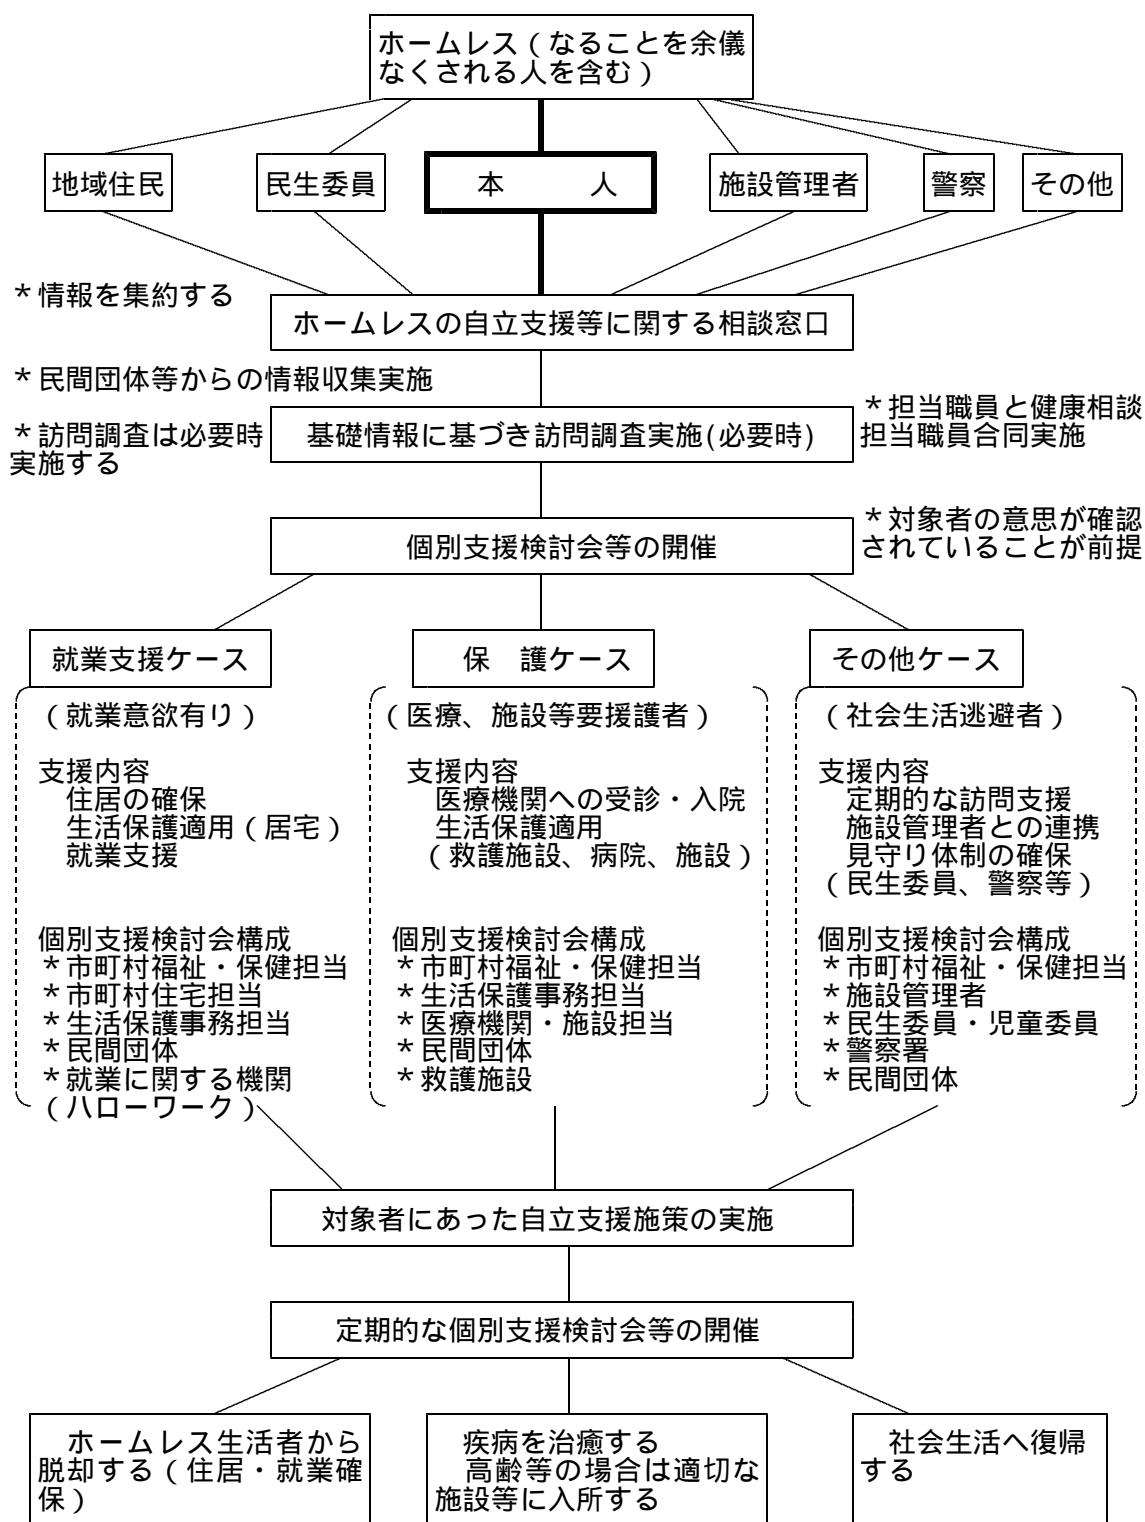 ホームレス(なることを余儀
なくされる人を含む)
地域住民
民生委員
本 人
施設管理者
警察
その他
*情報を集約する
ホームレスの自立支援等に関する相談窓口
*民間団体等からの情報収集実施
*訪問調査は必要時
実施する
基礎情報に基づき訪問調査実施(必要時)
*担当職員と健康相談
担当職員合同実施
個別支援検討会等の開催
*対象者の意思が確認
されていることが前提
就業支援ケース
(就業意欲有り)
支援内容
住居の確保
生活保護適用(居宅)
就業支援
個別支援検討会構成
*市町村福祉・保健担当
*市町村住宅担当
*生活保護事務担当
*民間団体
*就業に関する機関
(ハローワーク)
保 護ケース
(医療、施設等要援護者)
支援内容
医療機関への受診・入院
生活保護適用
(救護施設、病院、施設)
個別支援検討会構成
*市町村福祉・保健担当
*生活保護事務担当
*医療機関・施設担当
*民間団体
*救護施設
その他ケース
(社会生活逃避者)
支援内容
定期的な訪問支援
施設管理者との連携
見守り体制の確保
(民生委員、警察等)
個別支援検討会構成
*市町村福祉・保健担当
*施設管理者
*民生委員・児童委員
*警察署
*民間団体
対象者にあった自立支援施策の実施
定期的な個別支援検討会等の開催
ホームレス生活者から
脱却する(住居・就業確
保)
疾病を治癒する
高齢等の場合は適切な
施設等に入所する
社会生活へ復帰
する